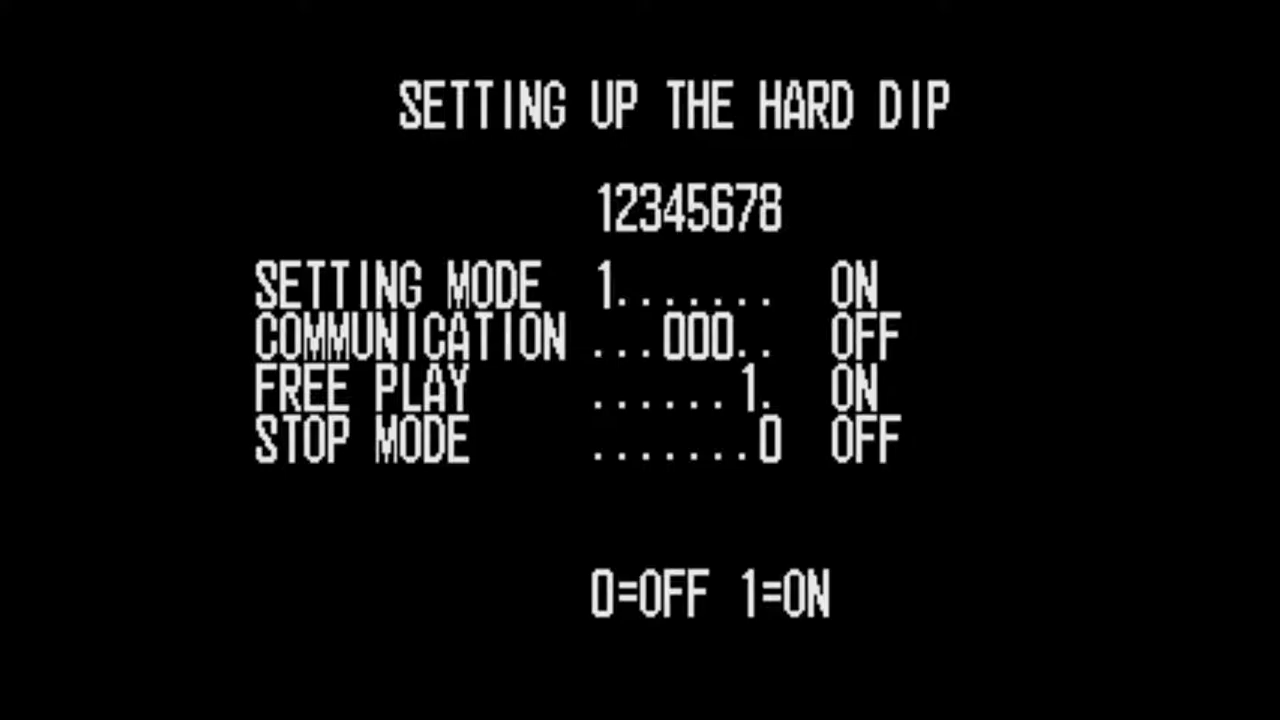 SETTING UP THE HARD DIP
12345678
SETTING MODE 1....... ON
COMMUNICATION ...000.. OFF
FREE PLAY ......1. ON
STOP MODE .......0 OFF
0=OFF 1=ON